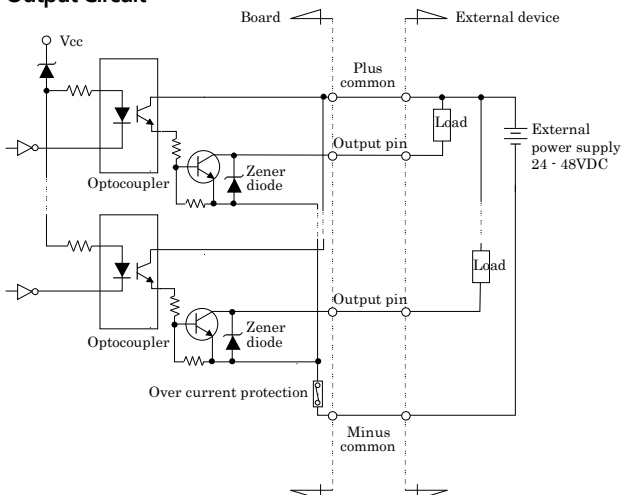 Output Circuit
Board
External device
Vcc
Plus
common
Load
External
power supply
24 - 48VDC
Output pin
Zener
diode
Optocoupler
Load
Output pin
Zener
diode
Optocoupler
Over current protection
Minus
common